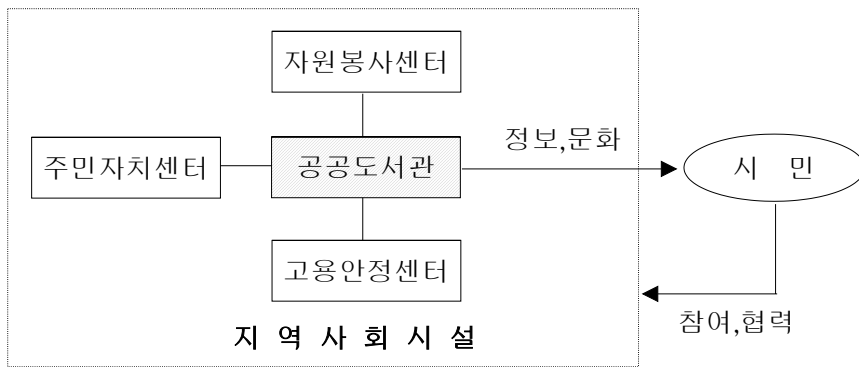 자원봉사센터
정보,문화
주민자치센터
공공도서관
시 민
고용안정센터
참여,협력
지 역 사 회 시 설